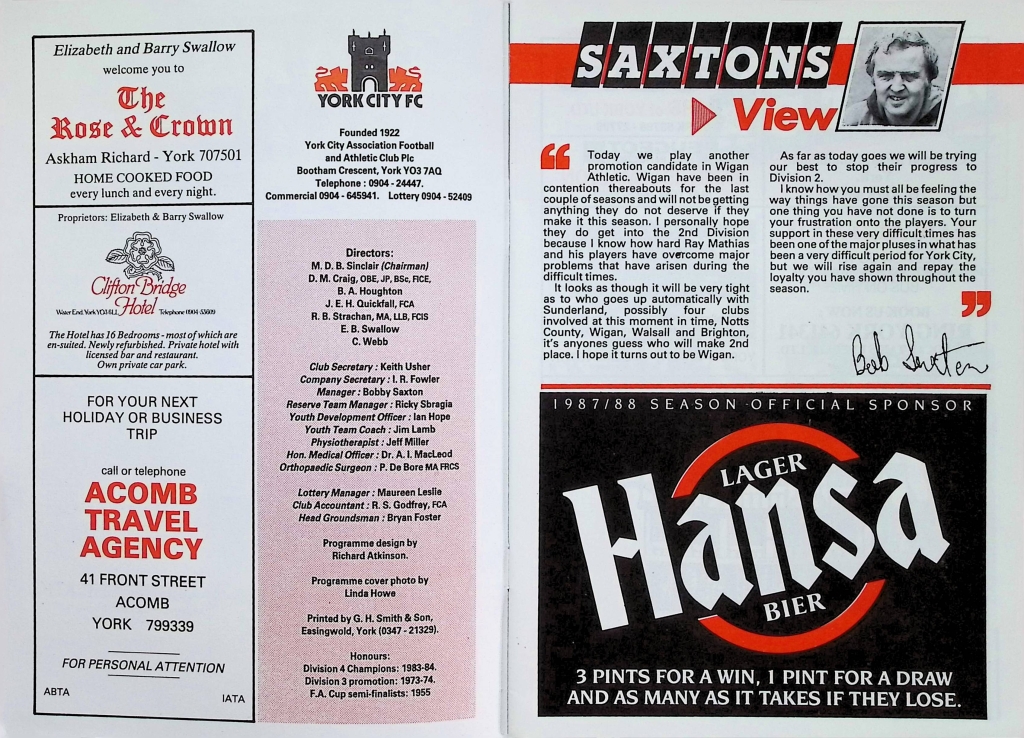 Elizabeth and Barry Swallow
welcome you to
The
Rose & Crown
Askham Richard - York 707501
HOME COOKED FOOD
every lunch and every night.
Proprietors: Elizabeth & Barry Swallow
Clifton Bridge
Hotel
Water End, York YO3 6LL
Telephone 0904 53609
The Hotel has 16 Bedrooms - most of which are
en-suited. Newly refurbished. Private hotel with
licensed bar and restaurant.
Own private car park.
FOR YOUR NEXT
HOLIDAY OR BUSINESS
TRIP
call or telephone
ACOMB
TRAVEL
AGENCY
41 FRONT STREET
ACOMB
YORK 799339
FOR PERSONAL ATTENTION
ABTA
IATA
YORK CITY FC
Founded 1922
York City Association Football
and Athletic Club Plc
Bootham Crescent, York YO3 7AQ
Telephone : 0904 - 24447.
Commercial 0904 - 645941. Lottery 0904 - 52409
Directors:
M. D. B. Sinclair (Chairman)
D. M. Craig, OBE, JP, BSc, FICE,
B. A. Houghton
J. E. H. Quickfall, FCA
R. B. Strachan, MA, LLB, FCIS
E. B. Swallow
C. Webb
Club Secretary : Keith Usher
Company Secretary : I. R. Fowler
Manager : Bobby Saxton
Reserve Team Manager : Ricky Sbragia
Youth Development Officer : Ian Hope
Youth Team Coach : Jim Lamb
Physiotherapist : Jeff Miller
Hon. Medical Officer : Dr. A. I. MacLeod
Orthopaedic Surgeon : P. De Bore MA FRCS
Lottery Manager : Maureen Leslie
Club Accountant : R. S. Godfrey, FCA
Head Groundsman : Bryan Foster
Programme design by
Richard Atkinson.
Programme cover photo by
Linda Howe
Printed by G. H. Smith & Son,
Easingwold, York (0347 - 21329).
Honours:
Division 4 Champions: 1983-84.
Division 3 promotion: 1973-74.
F.A. Cup semi-finalists: 1955
SAXTONS
View
“ Today we play another
promotion candidate in Wigan
Athletic. Wigan have been in
contention thereabouts for the last
couple of seasons and will not be getting
anything they do not deserve if they
make it this season. I personally hope
they do get into the 2nd Division
because I know how hard Ray Mathias
and his players have overcome major
problems that have arisen during the
difficult times.
It looks as though it will be very tight
as to who goes up automatically with
Sunderland, possibly four clubs
involved at this moment in time, Notts
County, Wigan, Walsall and Brighton,
it's anyones guess who will make 2nd
place. I hope it turns out to be Wigan.
As far as today goes we will be trying
our best to stop their progress to
Division 2.
I know how you must all be feeling the
way things have gone this season but
one thing you have not done is to turn
your frustration onto the players. Your
support in these very difficult times has
been one of the major pluses in what has
been a very difficult period for York City,
but we will rise again and repay the
loyalty you have shown throughout the
season.
”
Bob Saxton
1987/88 SEASON OFFICIAL SPONSOR
LAGER
Hansa
BIER
3 PINTS FOR A WIN, 1 PINT FOR A DRAW
AND AS MANY AS IT TAKES IF THEY LOSE.